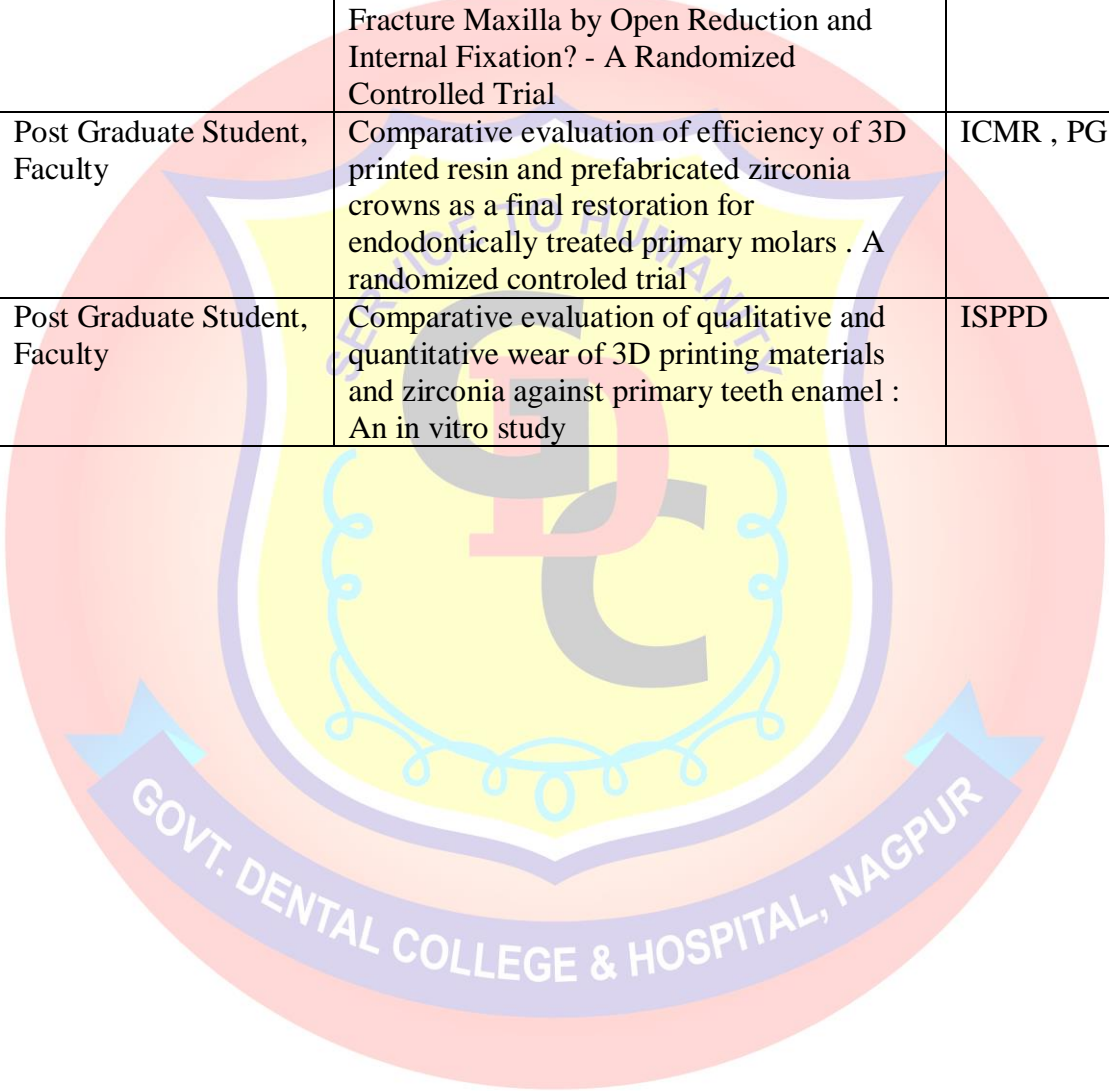 Fracture Maxilla by Open Reduction and
Internal Fixation? - A Randomized
Controlled Trial
Post Graduate Student,
Faculty
Comparative evaluation of efficiency of 3D
printed resin and prefabricated zirconia
crowns as a final restoration for
endodontically treated primary molars . A
randomized controled trial
ICMR , PG
Post Graduate Student,
Faculty
Comparative evaluation of qualitative and
quantitative wear of 3D printing materials
and zirconia against primary teeth enamel :
An in vitro study
ISPPD
SERVICE TO HUMANITY
GDC
GOVT. DENTAL COLLEGE & HOSPITAL, NAGPUR